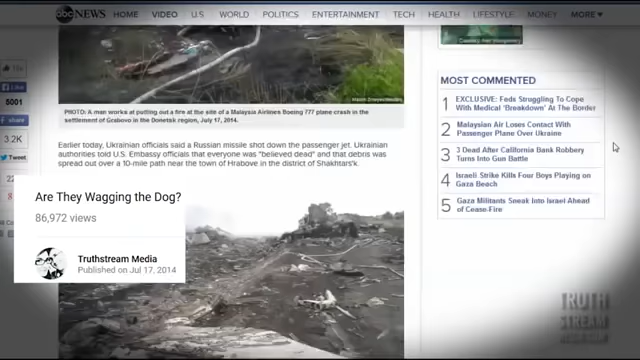 abc NEWS HOME VIDEO U.S. WORLD POLITICS ENTERTAINMENT TECH HEALTH LIFESTYLE MONEY MORE
PHOTO: A man works at putting out a fire at the site of a Malaysia Airlines Boeing 777 plane crash in the
settlement of Grabovo in the Donetsk region, July 17, 2014.
Earlier today, Ukrainian officials said a Russian missile shot down the passenger jet. Ukrainian
authorities told U.S. Embassy officials that everyone was "believed dead" and that debris was
spread out over a 10-mile path near the town of Hrabove in the district of Shakhtars'k.
Like
5001
share
3.2K
Tweet
Are They Wagging the Dog?
86,972 views
Truthstream Media
Published on Jul 17, 2014
MOST COMMENTED
1 EXCLUSIVE: Feds Struggling To Cope
With Medical 'Breakdown' At The Border
2 Malaysian Air Loses Contact With
Passenger Plane Over Ukraine
3 3 Dead After California Bank Robbery
Turns Into Gun Battle
4 Israeli Strike Kills Four Boys Playing on
Gaza Beach
5 Gaza Militants Sneak Into Israel Ahead
of Cease-Fire
TRUTH
STREAM